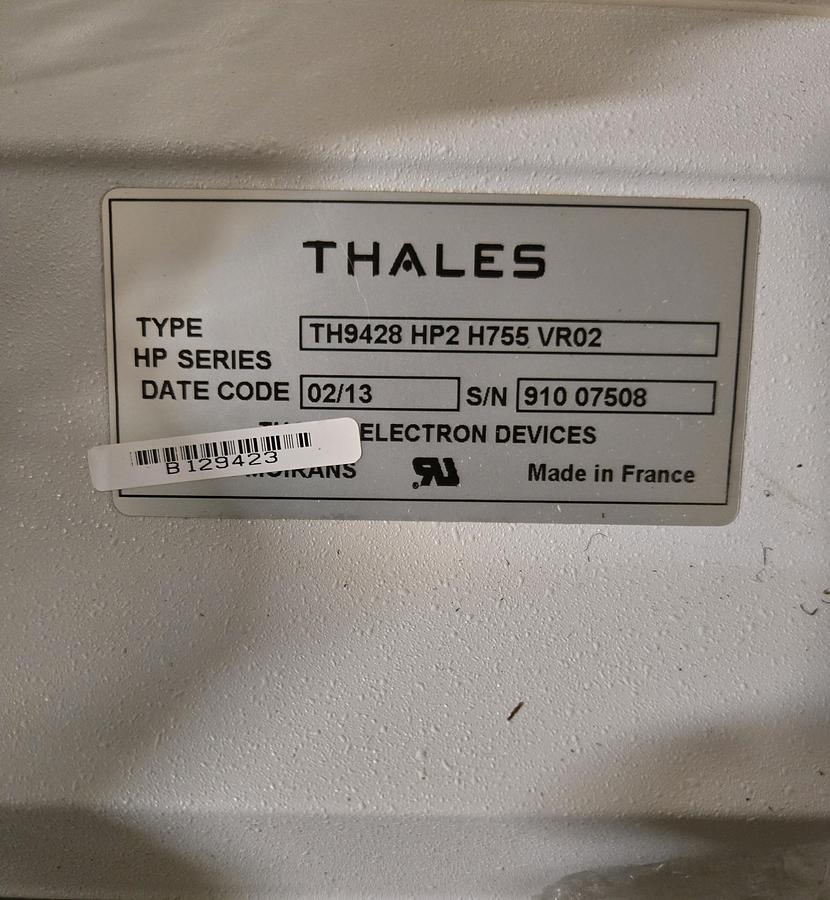 THALES
TYPE TH9428 HP2 H755 VR02
HP SERIES
DATE CODE 02/13 S/N 910 07508
ELECTRON DEVICES
B129423
Made in France